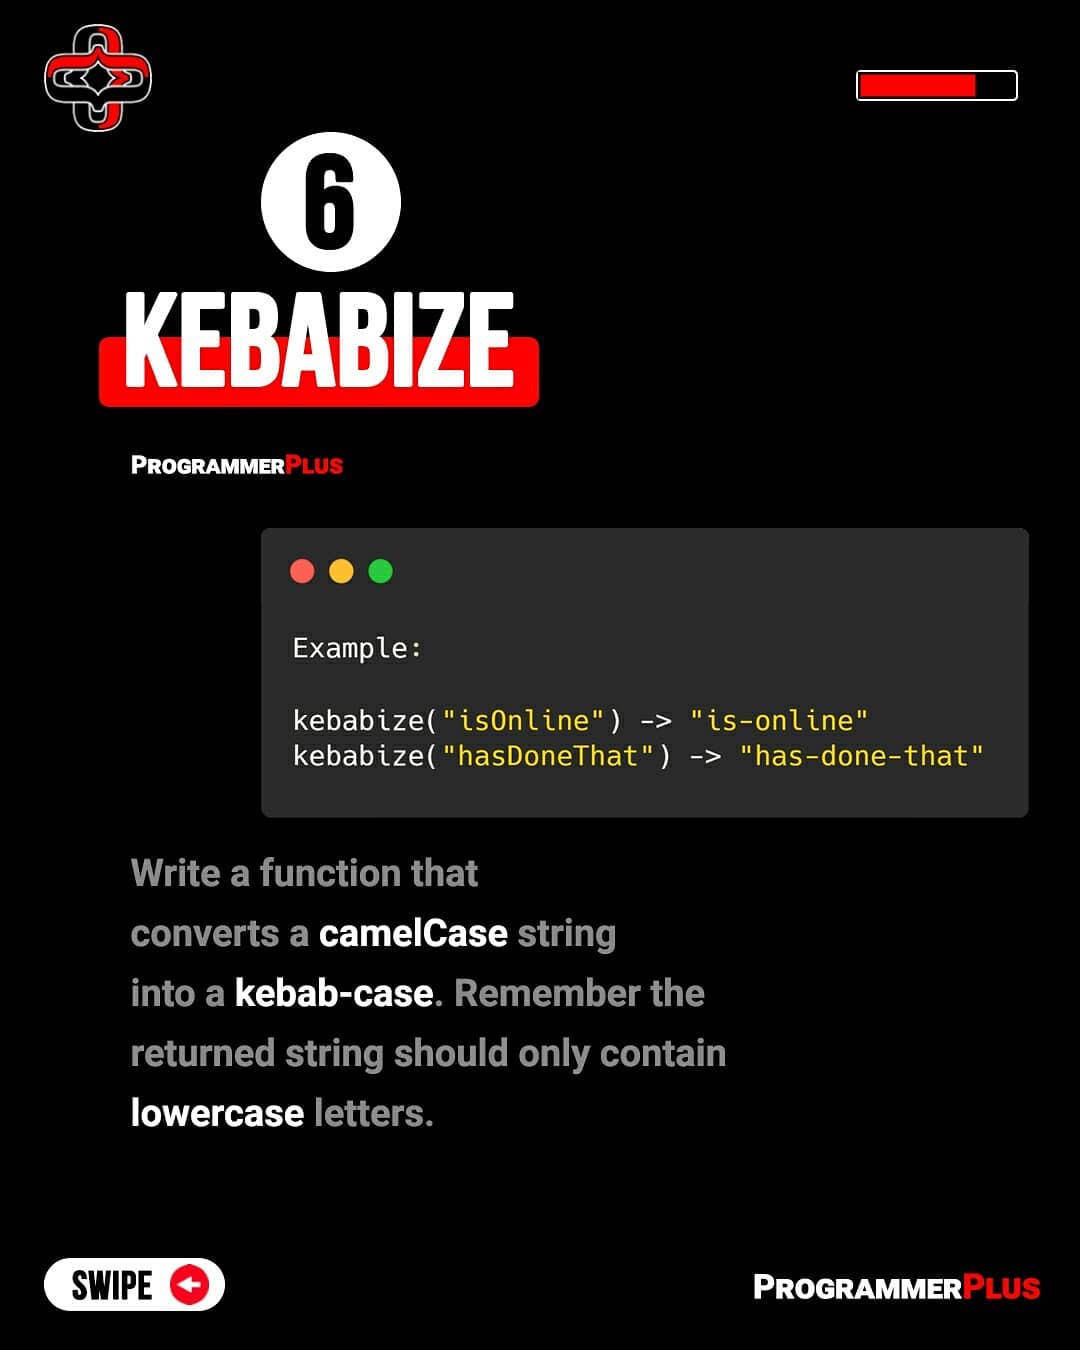 6
KEBABIZE
PROGRAMMERPLUS
Example:
kebabize("isOnline") -> "is-online"
kebabize("hasDoneThat") -> "has-done-that"
Write a function that
converts a camelCase string
into a kebab-case. Remember the
returned string should only contain
lowercase letters.
SWIPE
PROGRAMMERPLUS